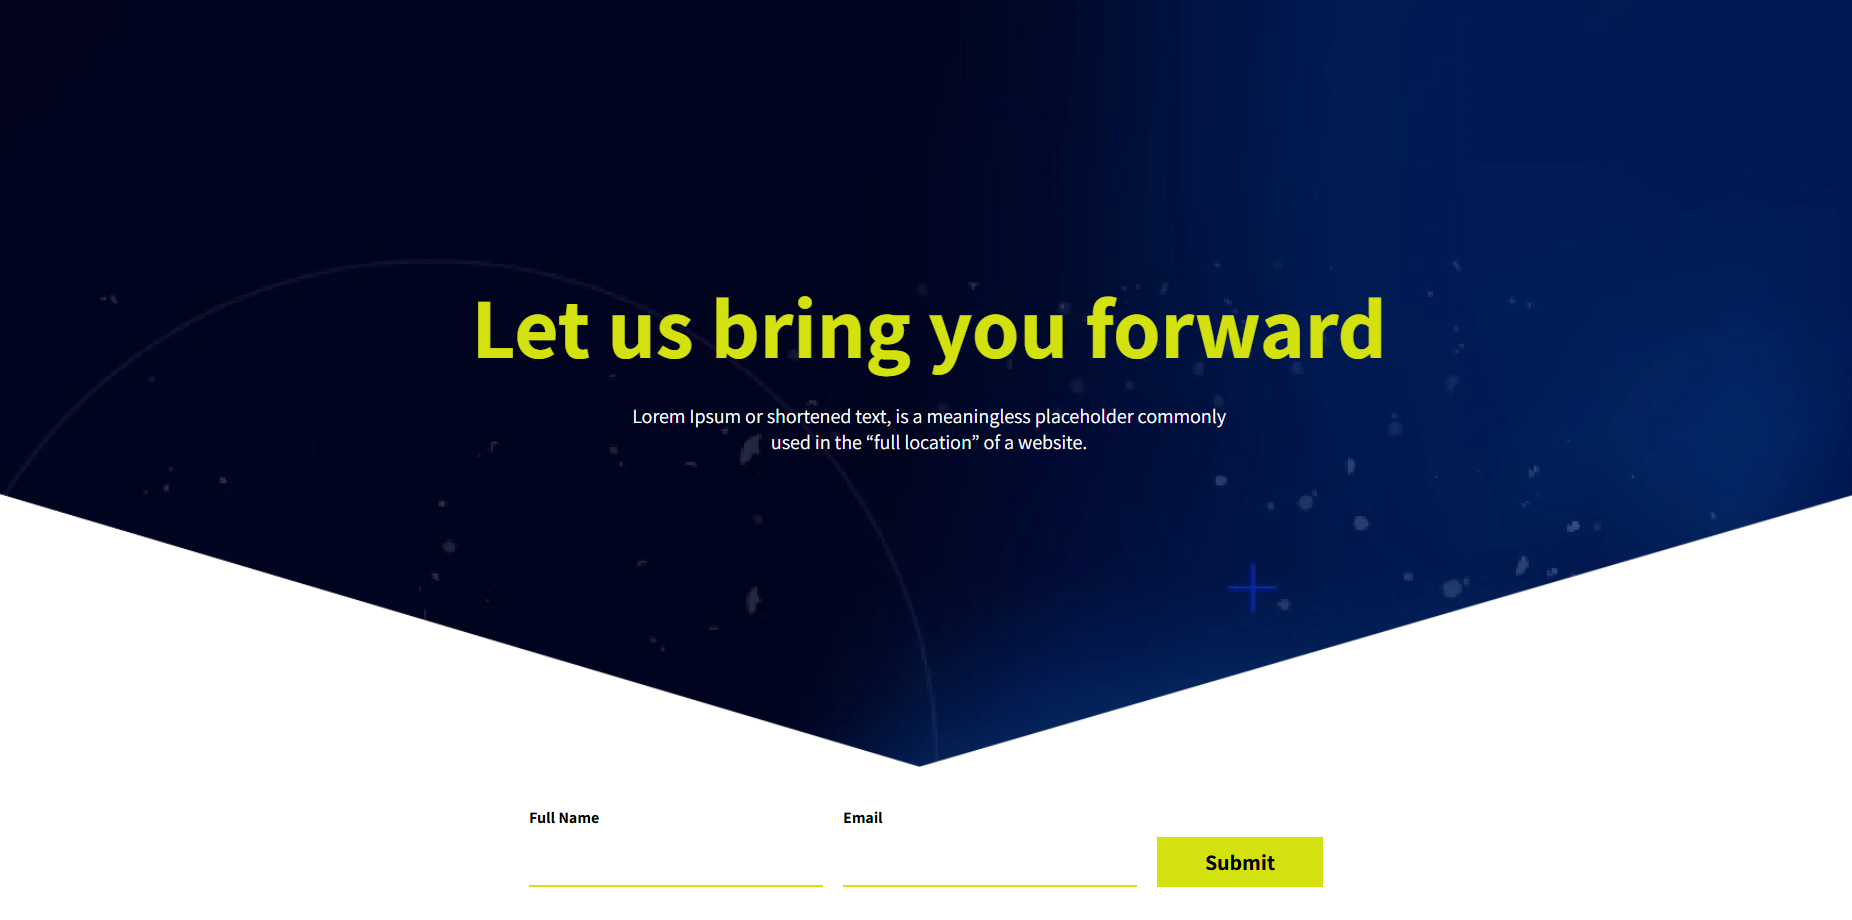 Let us bring you forward
Lorem Ipsum or shortened text, is a meaningless placeholder commonly
used in the “full location” of a website.
Full Name
Email
Submit